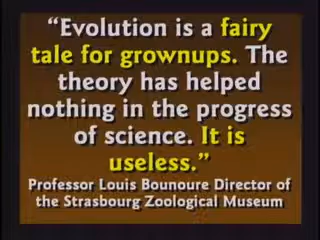 “Evolution is a fairy
tale for grownups. The
theory has helped
nothing in the progress
of science. It is
useless.”
Professor Louis Bounoure Director of
the Strasbourg Zoological Museum